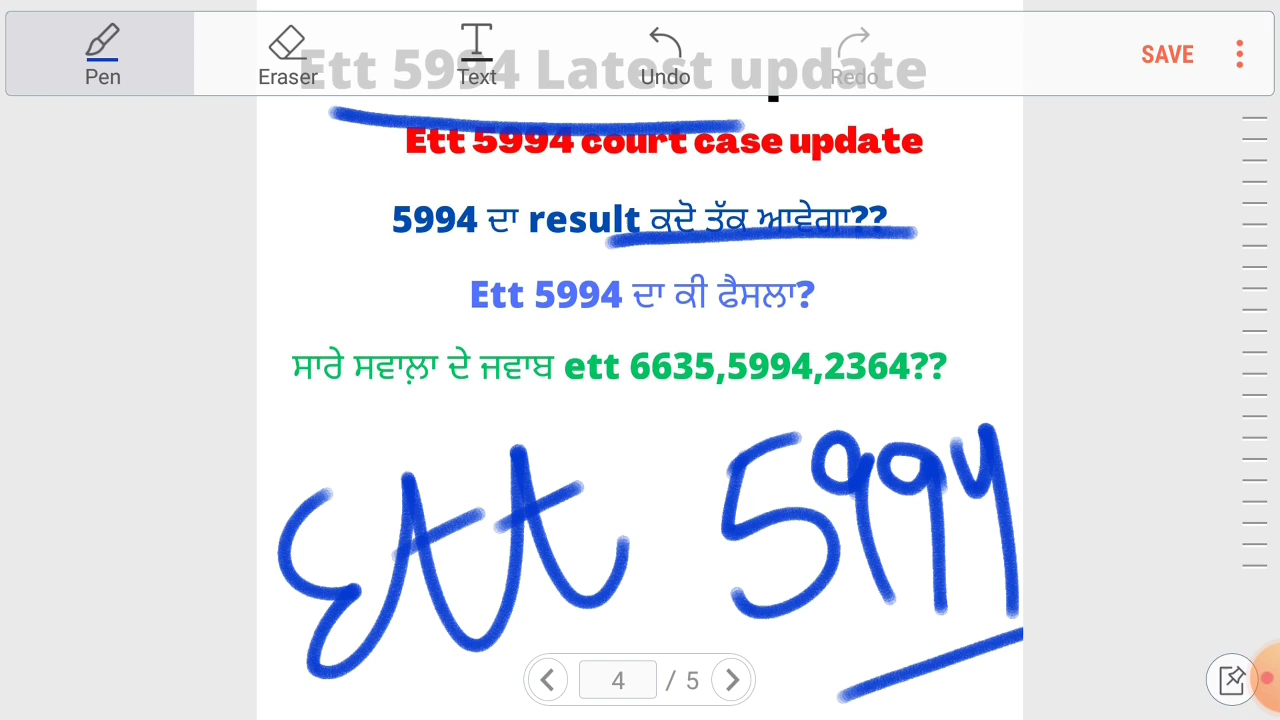 Pen Eraser Text Undo Redo SAVE
Ett 5994 Latest update
Ett 5994 court case update
5994 ਦਾ result ਕਦੋ ਤੱਕ ਆਵੇਗਾ??
Ett 5994 ਦਾ ਕੀ ਫੈਸਲਾ?
ਸਾਰੇ ਸਵਾਲ਼ਾ ਦੇ ਜਵਾਬ ett 6635,5994,2364??
Ett 5994
4 / 5